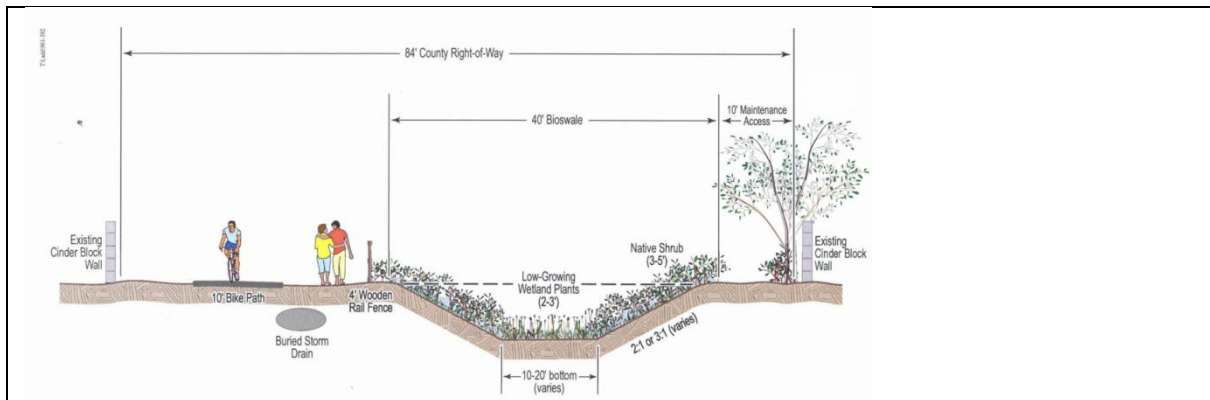 84' County Right-of-Way
10' Maintenance
Access
40' Bioswale
Existing
Cinder Block
Wall
Native Shrub
(3-5')
Existing
Cinder Block
Wall
Low-Growing
Wetland Plants
(2-3')
10' Bike Path
4' Wooden
Rail Fence
2:1 or 3:1 (varies)
Buried Storm
Drain
10-20' bottom
(varies)